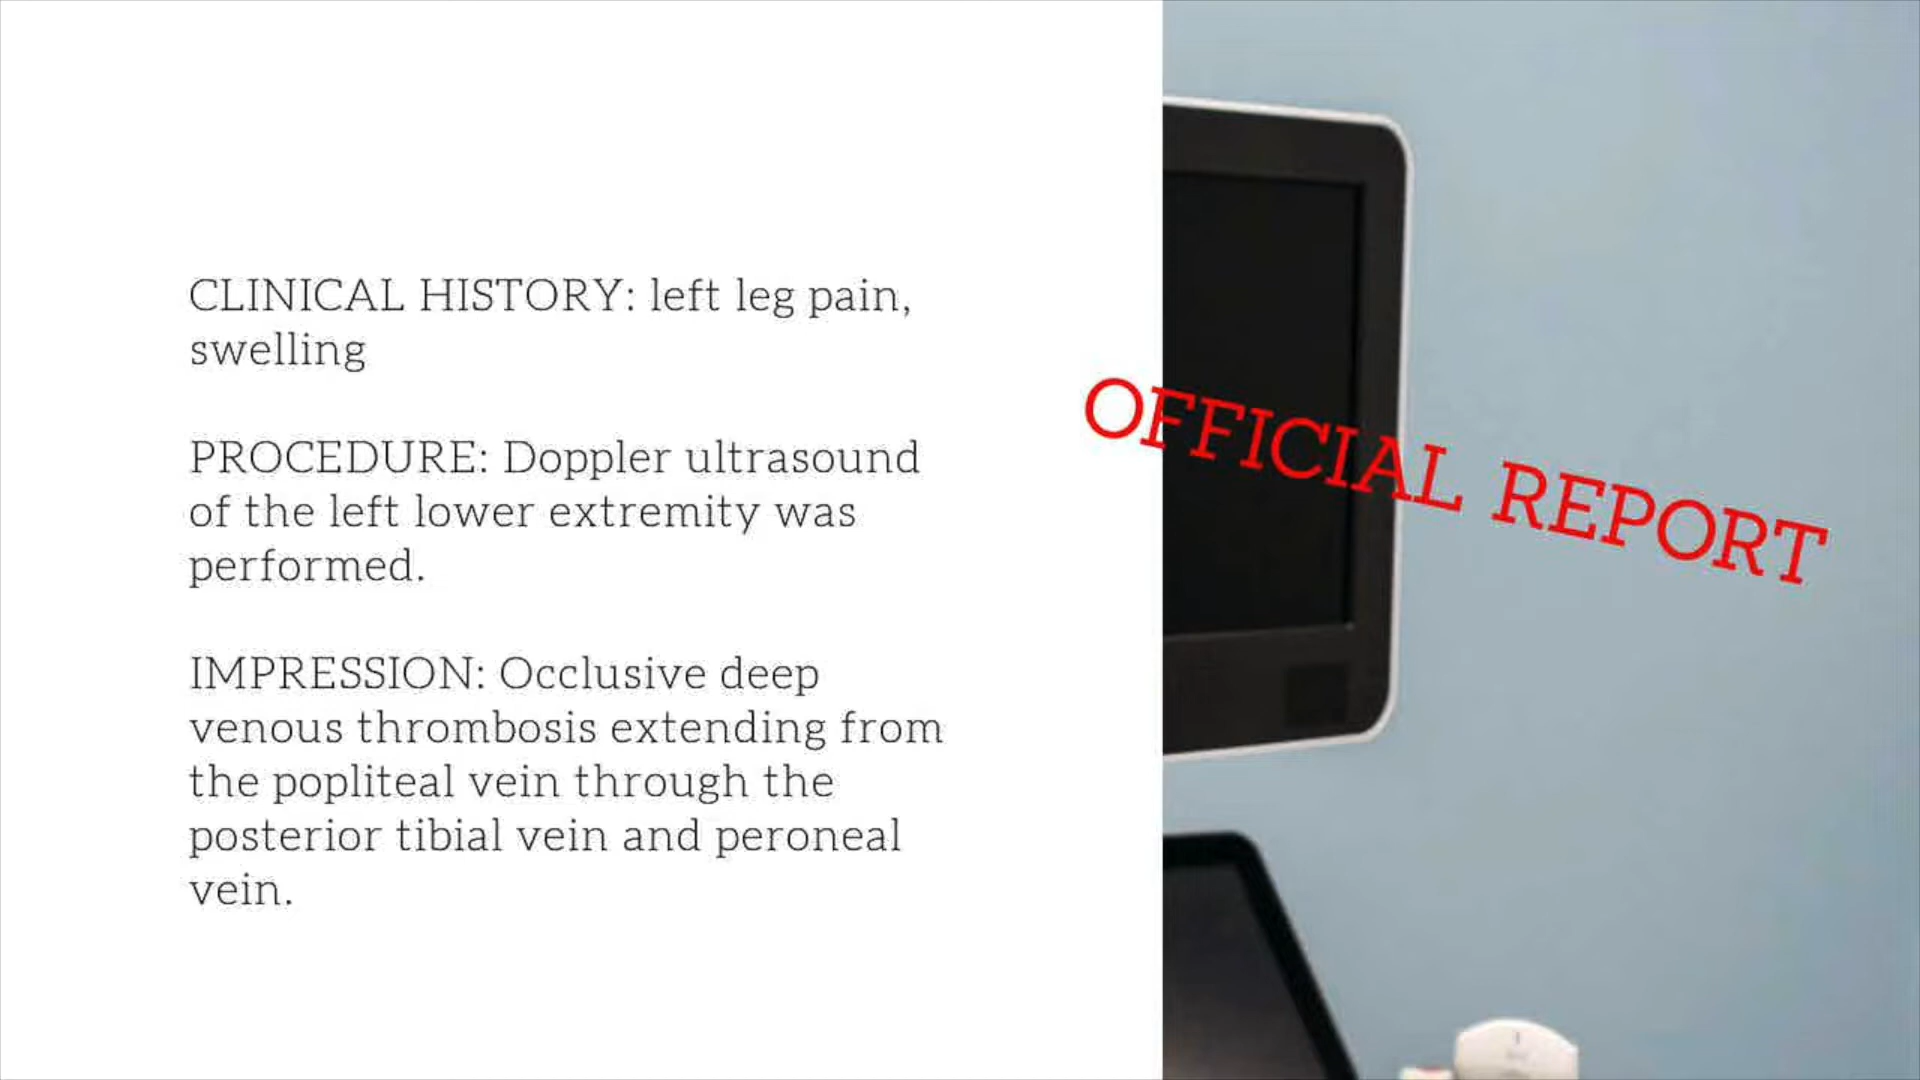 CLINICAL HISTORY: left leg pain,
swelling
PROCEDURE: Doppler ultrasound
of the left lower extremity was
performed.
IMPRESSION: Occlusive deep
venous thrombosis extending from
the popliteal vein through the
posterior tibial vein and peroneal
vein.
OFFICIAL REPORT